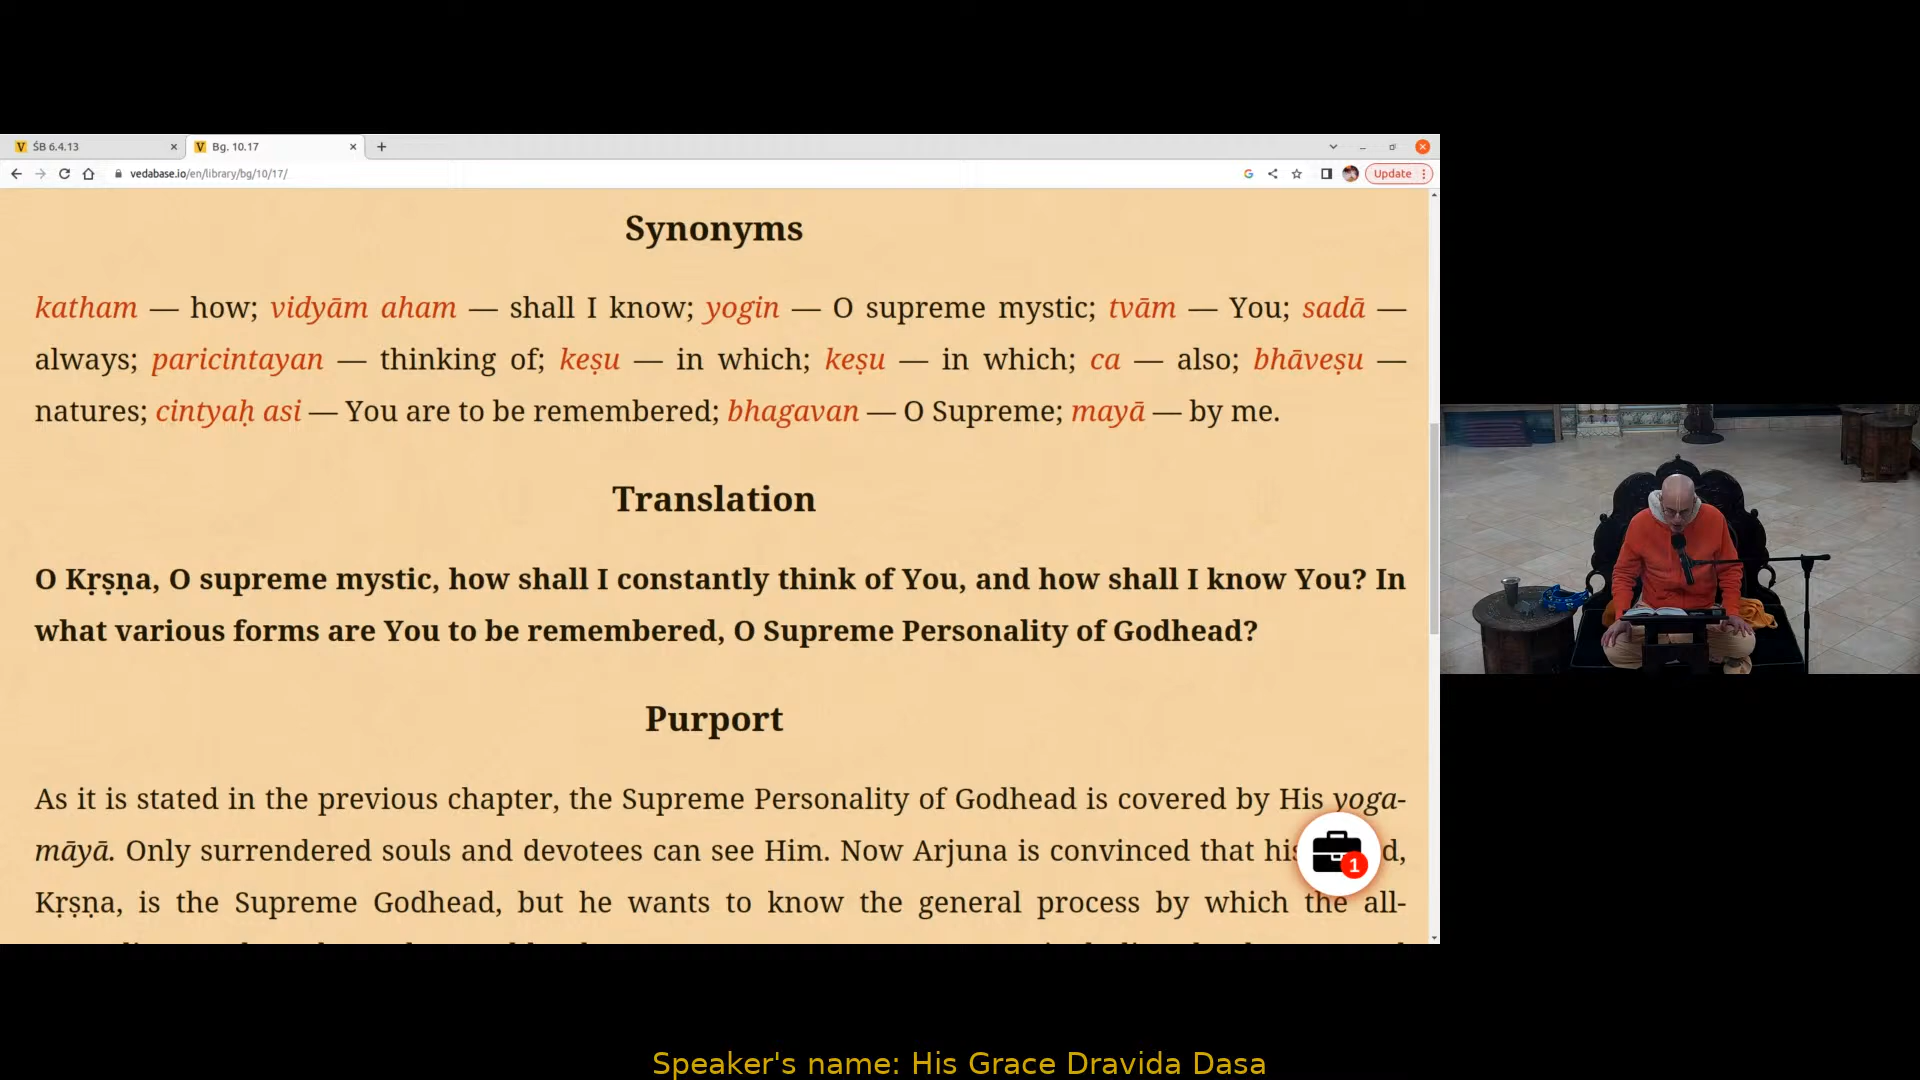 ŚB 6.4.13
Bg. 10.17
vedabase.io/en/library/bg/10/17/
Update
Synonyms
katham — how; vidyām aham — shall I know; yogin — O supreme mystic; tvām — You; sadā —
always; paricintayan — thinking of; keṣu — in which; keṣu — in which; ca — also; bhāveṣu —
natures; cintyaḥ asi — You are to be remembered; bhagavan — O Supreme; mayā — by me.
Translation
O Kṛṣṇa, O supreme mystic, how shall I constantly think of You, and how shall I know You? In
what various forms are You to be remembered, O Supreme Personality of Godhead?
Purport
As it is stated in the previous chapter, the Supreme Personality of Godhead is covered by His yoga-
māyā. Only surrendered souls and devotees can see Him. Now Arjuna is convinced that his d,
1
Kṛṣṇa, is the Supreme Godhead, but he wants to know the general process by which the all-
Speaker's name: His Grace Dravida Dasa